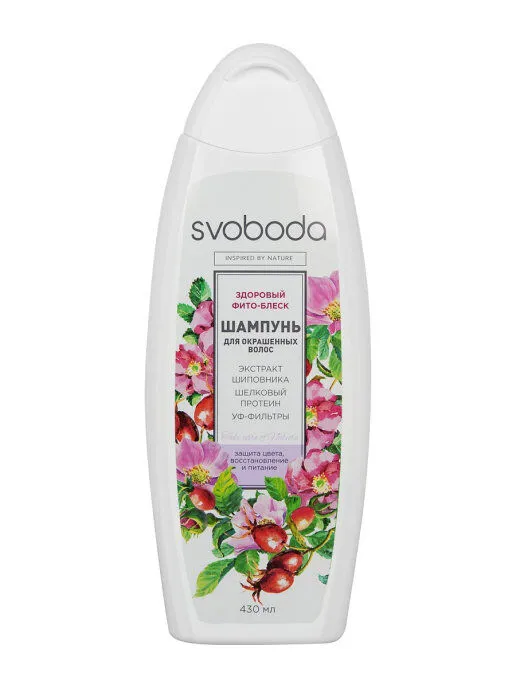 svoboda
INSPIRED BY NATURE
ЗДОРОВЫЙ
ФИТО-БЛЕСК
ШАМПУНЬ
ДЛЯ ОКРАШЕННЫХ
ВОЛОС
ЭКСТРАКТ
ШИПОВНИКА
ШЕЛКОВЫЙ
ПРОТЕИН
УФ-ФИЛЬТРЫ
защита цвета,
восстановление
и питание
430 мл